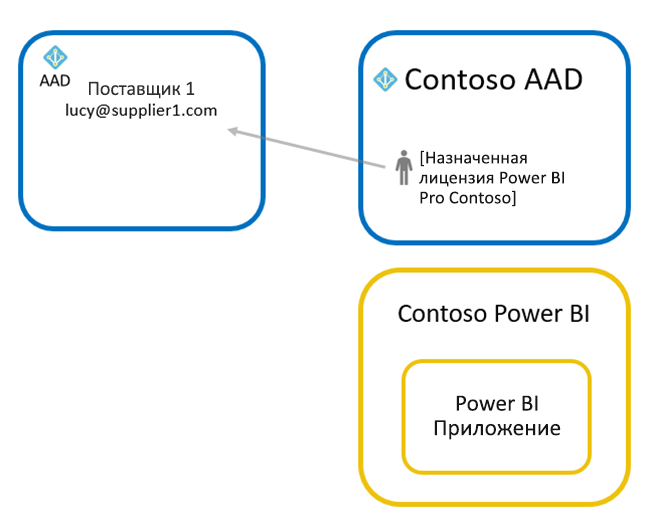 AAD
Поставщик 1
lucy@supplier1.com
Contoso AAD
[Назначенная
лицензия Power BI
Pro Contoso]
Contoso Power BI
Power BI
Приложение